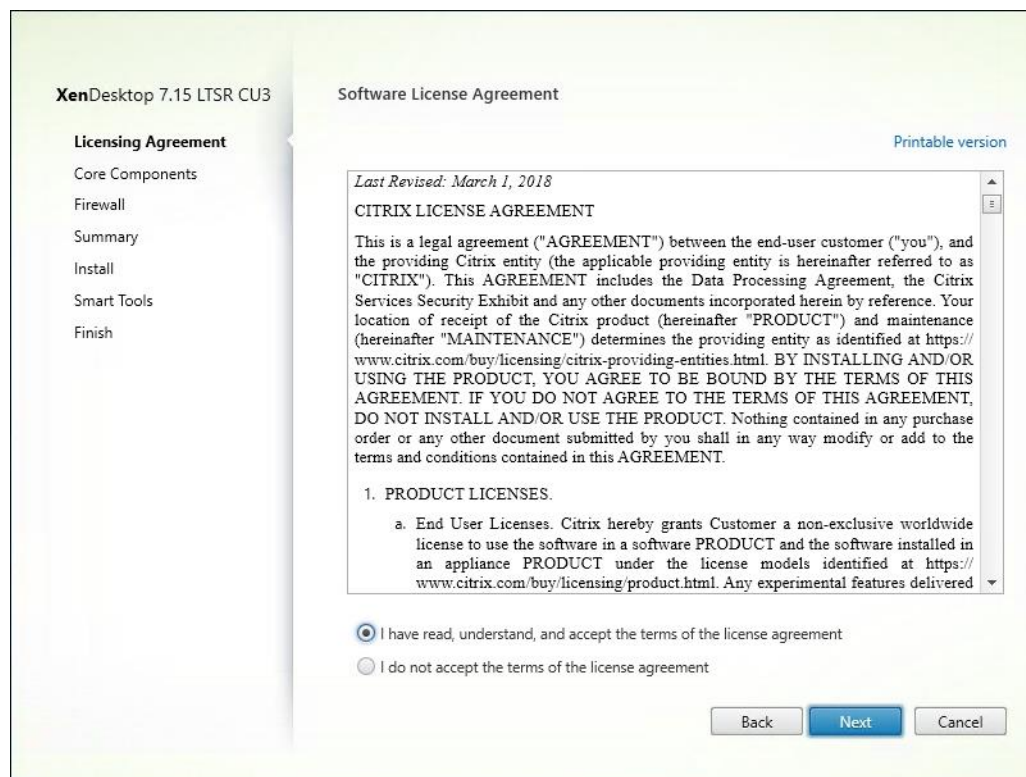 XenDesktop 7.15 LTSR CU3
Licensing Agreement
Core Components
Firewall
Summary
Install
Smart Tools
Finish
Software License Agreement
Printable version
Last Revised: March 1, 2018
CITRIX LICENSE AGREEMENT
This is a legal agreement ("AGREEMENT") between the end-user customer ("you"), and
the providing Citrix entity (the applicable providing entity is hereinafter referred to as
"CITRIX"). This AGREEMENT includes the Data Processing Agreement, the Citrix
Services Security Exhibit and any other documents incorporated herein by reference. Your
location of receipt of the Citrix product (hereinafter "PRODUCT") and maintenance
(hereinafter "MAINTENANCE") determines the providing entity as identified at https://
www.citrix.com/buy/licensing/citrix-providing-entities.html. BY INSTALLING AND/OR
USING THE PRODUCT, YOU AGREE TO BE BOUND BY THE TERMS OF THIS
AGREEMENT. IF YOU DO NOT AGREE TO THE TERMS OF THIS AGREEMENT,
DO NOT INSTALL AND/OR USE THE PRODUCT. Nothing contained in any purchase
order or any other document submitted by you shall in any way modify or add to the
terms and conditions contained in this AGREEMENT.
1. PRODUCT LICENSES.
a. End User Licenses. Citrix hereby grants Customer a non-exclusive worldwide
license to use the software in a software PRODUCT and the software installed in
an appliance PRODUCT under the license models identified at https://
www.citrix.com/buy/licensing/product.html. Any experimental features delivered
I have read, understand, and accept the terms of the license agreement
I do not accept the terms of the license agreement
Back
Next
Cancel